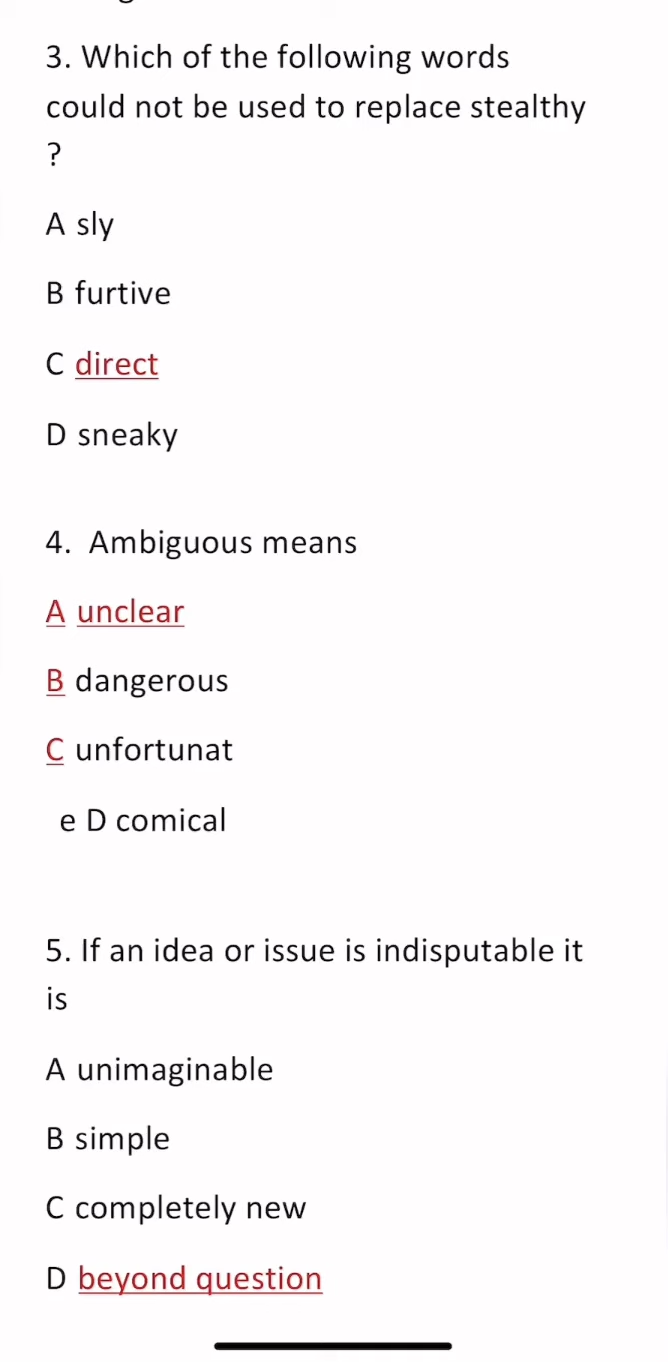 3. Which of the following words
could not be used to replace stealthy
?
A sly
B furtive
C direct
D sneaky
4. Ambiguous means
A unclear
B dangerous
C unfortunat
e D comical
5. If an idea or issue is indisputable it
is
A unimaginable
B simple
C completely new
D beyond question